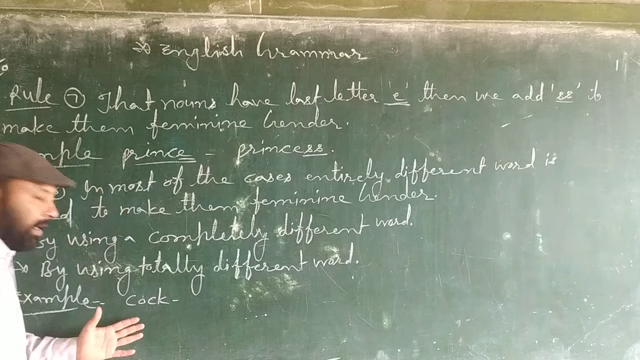 English Grammar
Rule 7 That nouns have last letter 'e' then we add 'ss' to
make them feminine Gender.
prince - princess.
In most of the cases entirely different word is
to make them feminine Gender.
By using a completely different word.
By using totally different word.
Example - Cock -